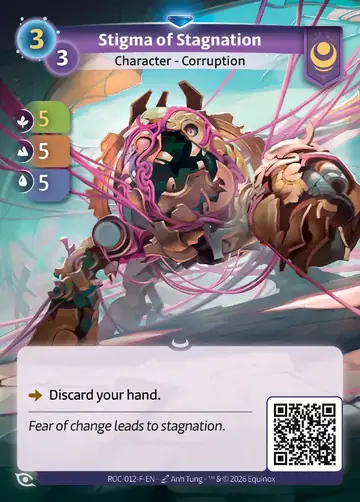 3
3
Stigma of Stagnation
Character - Corruption
5
5
5
Discard your hand.
Fear of change leads to stagnation.
ROC-012-F-EN - Anh Tung - ™ & © 2026 Equinox